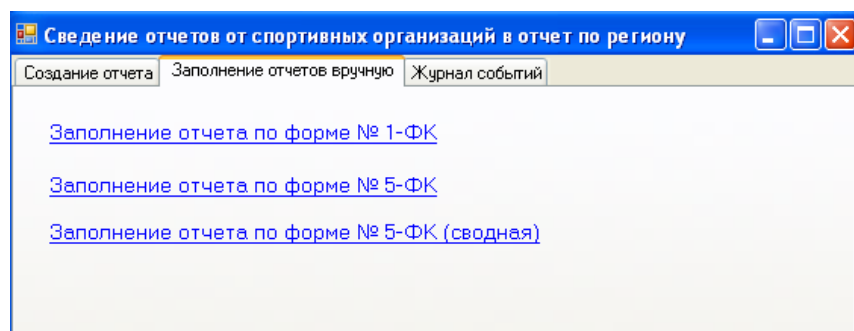 Сведение отчетов от спортивных организаций в отчет по региону
Создание отчета Заполнение отчетов вручную Журнал событий
Заполнение отчета по форме № 1-ФК
Заполнение отчета по форме № 5-ФК
Заполнение отчета по форме № 5-ФК (сводная)